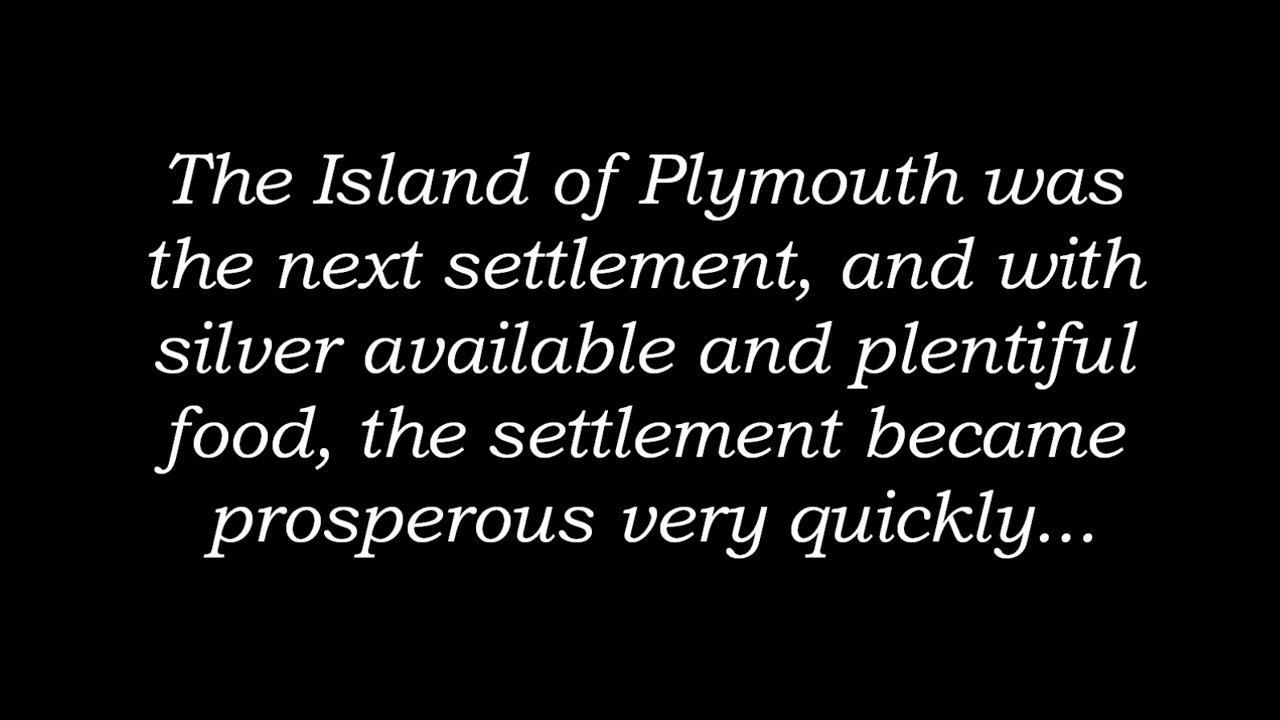 The Island of Plymouth was
the next settlement, and with
silver available and plentiful
food, the settlement became
prosperous very quickly...